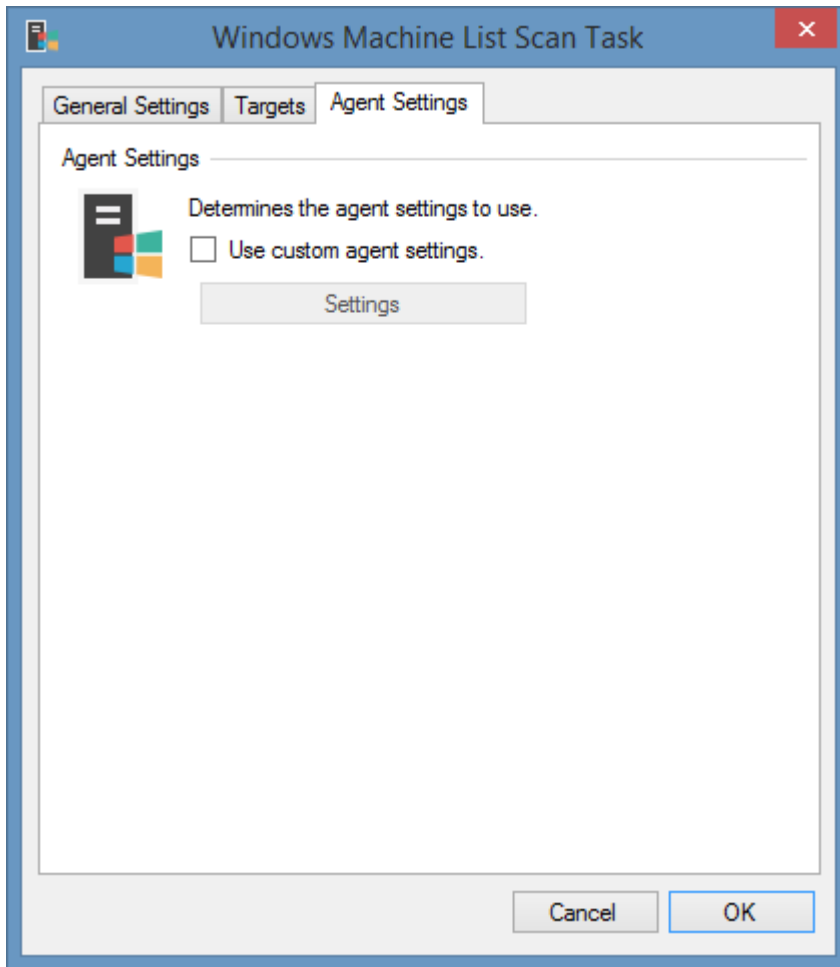 Windows Machine List Scan Task
General Settings Targets Agent Settings
Agent Settings
Determines the agent settings to use.
Use custom agent settings.
Settings
Cancel OK